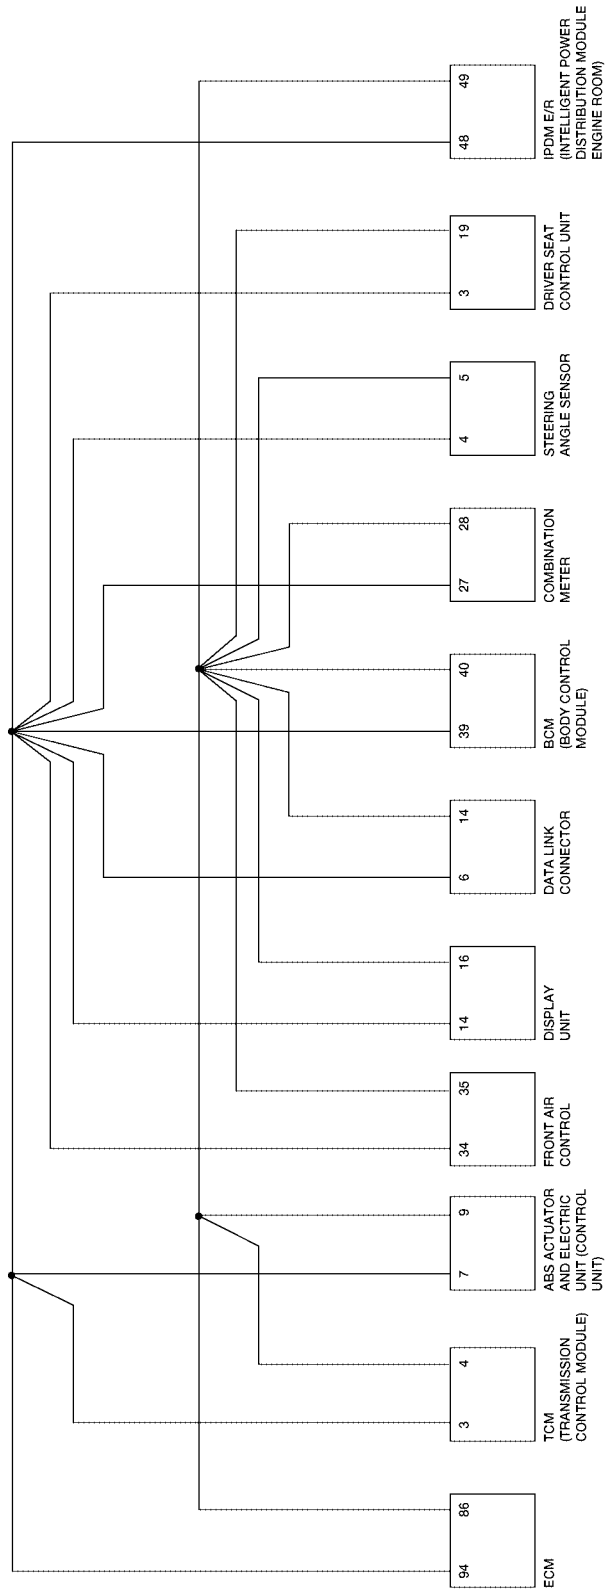 49
48
IPDM E/R
(INTELLIGENT POWER
DISTRIBUTION MODULE
ENGINE ROOM)
19
3
DRIVER SEAT
CONTROL UNIT
5
4
STEERING
ANGLE SENSOR
28
27
COMBINATION
METER
40
39
BCM
(BODY CONTROL
MODULE)
14
6
DATA LINK
CONNECTOR
16
14
DISPLAY
UNIT
35
34
FRONT AIR
CONTROL
9
7
ABS ACTUATOR
AND ELECTRIC
UNIT (CONTROL
UNIT)
4
3
TCM
(TRANSMISSION
CONTROL MODULE)
86
94
ECM